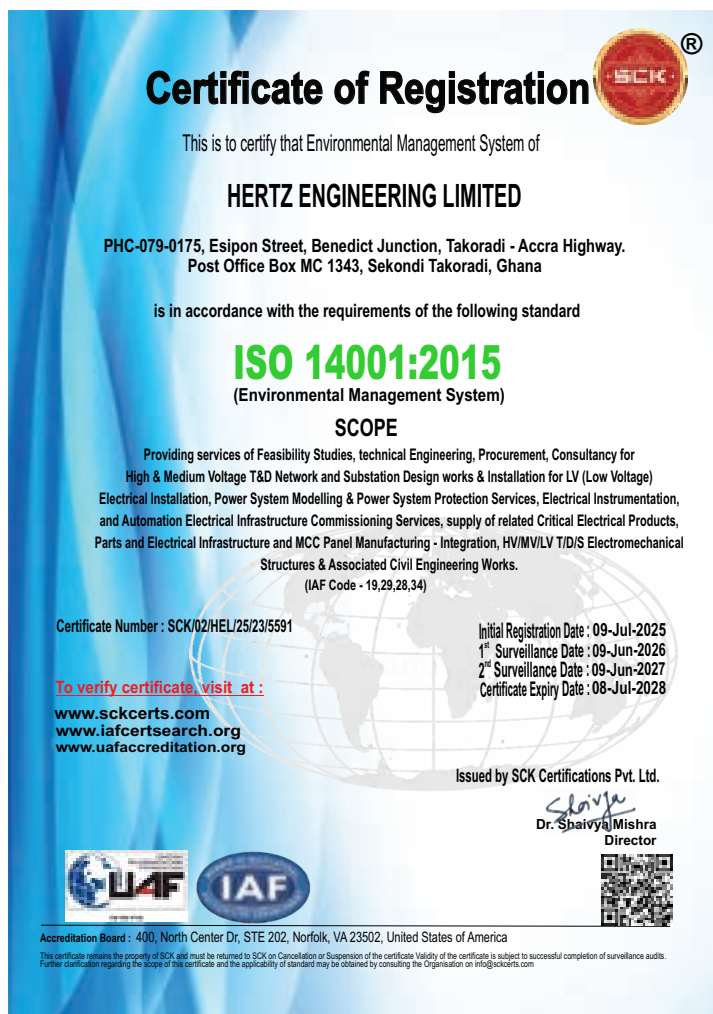 ®
SCK
Certificate of Registration
This is to certify that Environmental Management System of
HERTZ ENGINEERING LIMITED
PHC-079-0175, Esipon Street, Benedict Junction, Takoradi - Accra Highway.
Post Office Box MC 1343, Sekondi Takoradi, Ghana
is in accordance with the requirements of the following standard
ISO 14001:2015
(Environmental Management System)
SCOPE
Providing services of Feasibility Studies, technical Engineering, Procurement, Consultancy for
High & Medium Voltage T&D Network and Substation Design works & Installation for LV (Low Voltage)
Electrical Installation, Power System Modelling & Power System Protection Services, Electrical Instrumentation,
and Automation Electrical Infrastructure Commissioning Services, supply of related Critical Electrical Products,
Parts and Electrical Infrastructure and MCC Panel Manufacturing - Integration, HV/MV/LV T/D/S Electromechanical
Structures & Associated Civil Engineering Works.
(IAF Code - 19,29,28,34)
Certificate Number : SCK/02/HEL/25/23/5591
Initial Registration Date : 09-Jul-2025
1st Surveillance Date : 09-Jun-2026
2nd Surveillance Date : 09-Jun-2027
Certificate Expiry Date : 08-Jul-2028
To verify certificate, visit at :
www.sckcerts.com
www.iafcertsearch.org
www.uafaccreditation.org
Issued by SCK Certifications Pvt. Ltd.
Shaivya
Dr. Shaivya Mishra
Director
UAF
IAF
Accreditation Board : 400, North Center Dr, STE 202, Norfolk, VA 23502, United States of America
This certificate remains the property of SCK and must be returned to SCK on Cancellation or Suspension of the certificate Validity of the certificate is subject to successful completion of surveillance audits.
Further clarification regarding the scope of this certificate and the applicability of standard may be obtained by consulting the Organisation on info@sckcerts.com